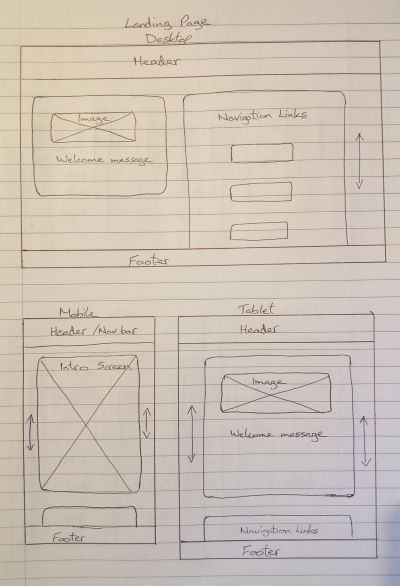 Landing Page
Desktop
Header
Image
Welcome message
Navigation Links
Footer
Mobile
Header / Nav bar
Intro Screen
Footer
Tablet
Header
Image
Welcome message
Navigation Links
Footer